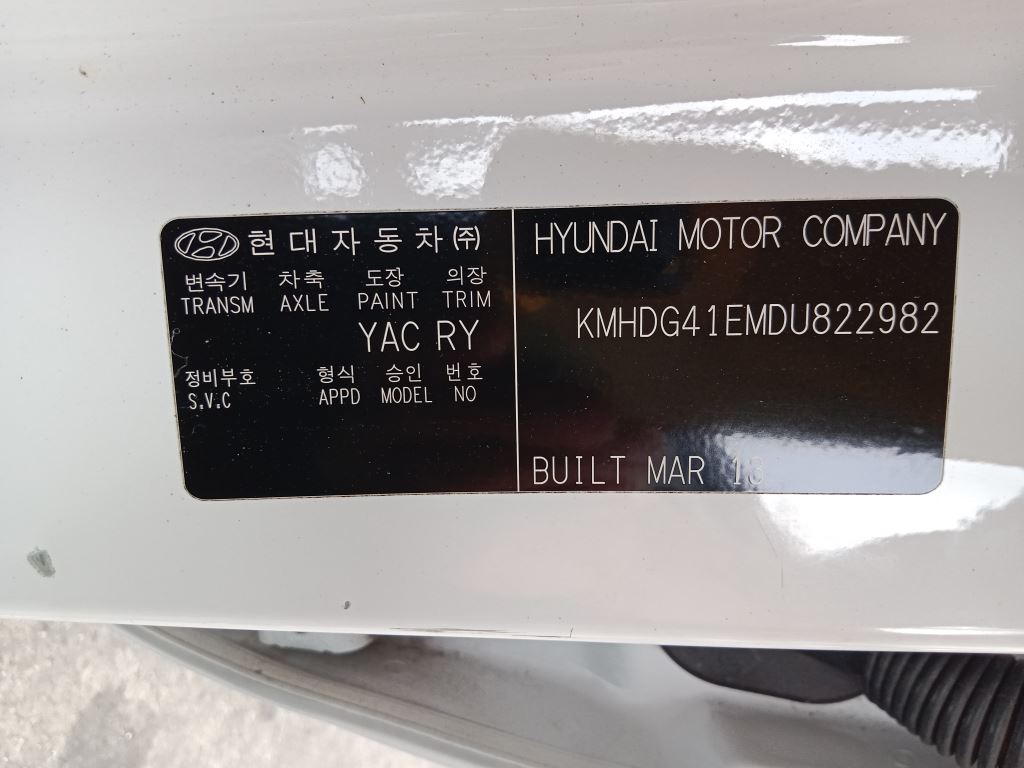 현대자동차(주)
변속기 차축 도장 의장
TRANSM AXLE PAINT TRIM
YAC RY
정비부호 형식 승인 번호
S.V.C APPD MODEL NO
HYUNDAI MOTOR COMPANY
KMHDG41EMDU822982
BUILT MAR 13